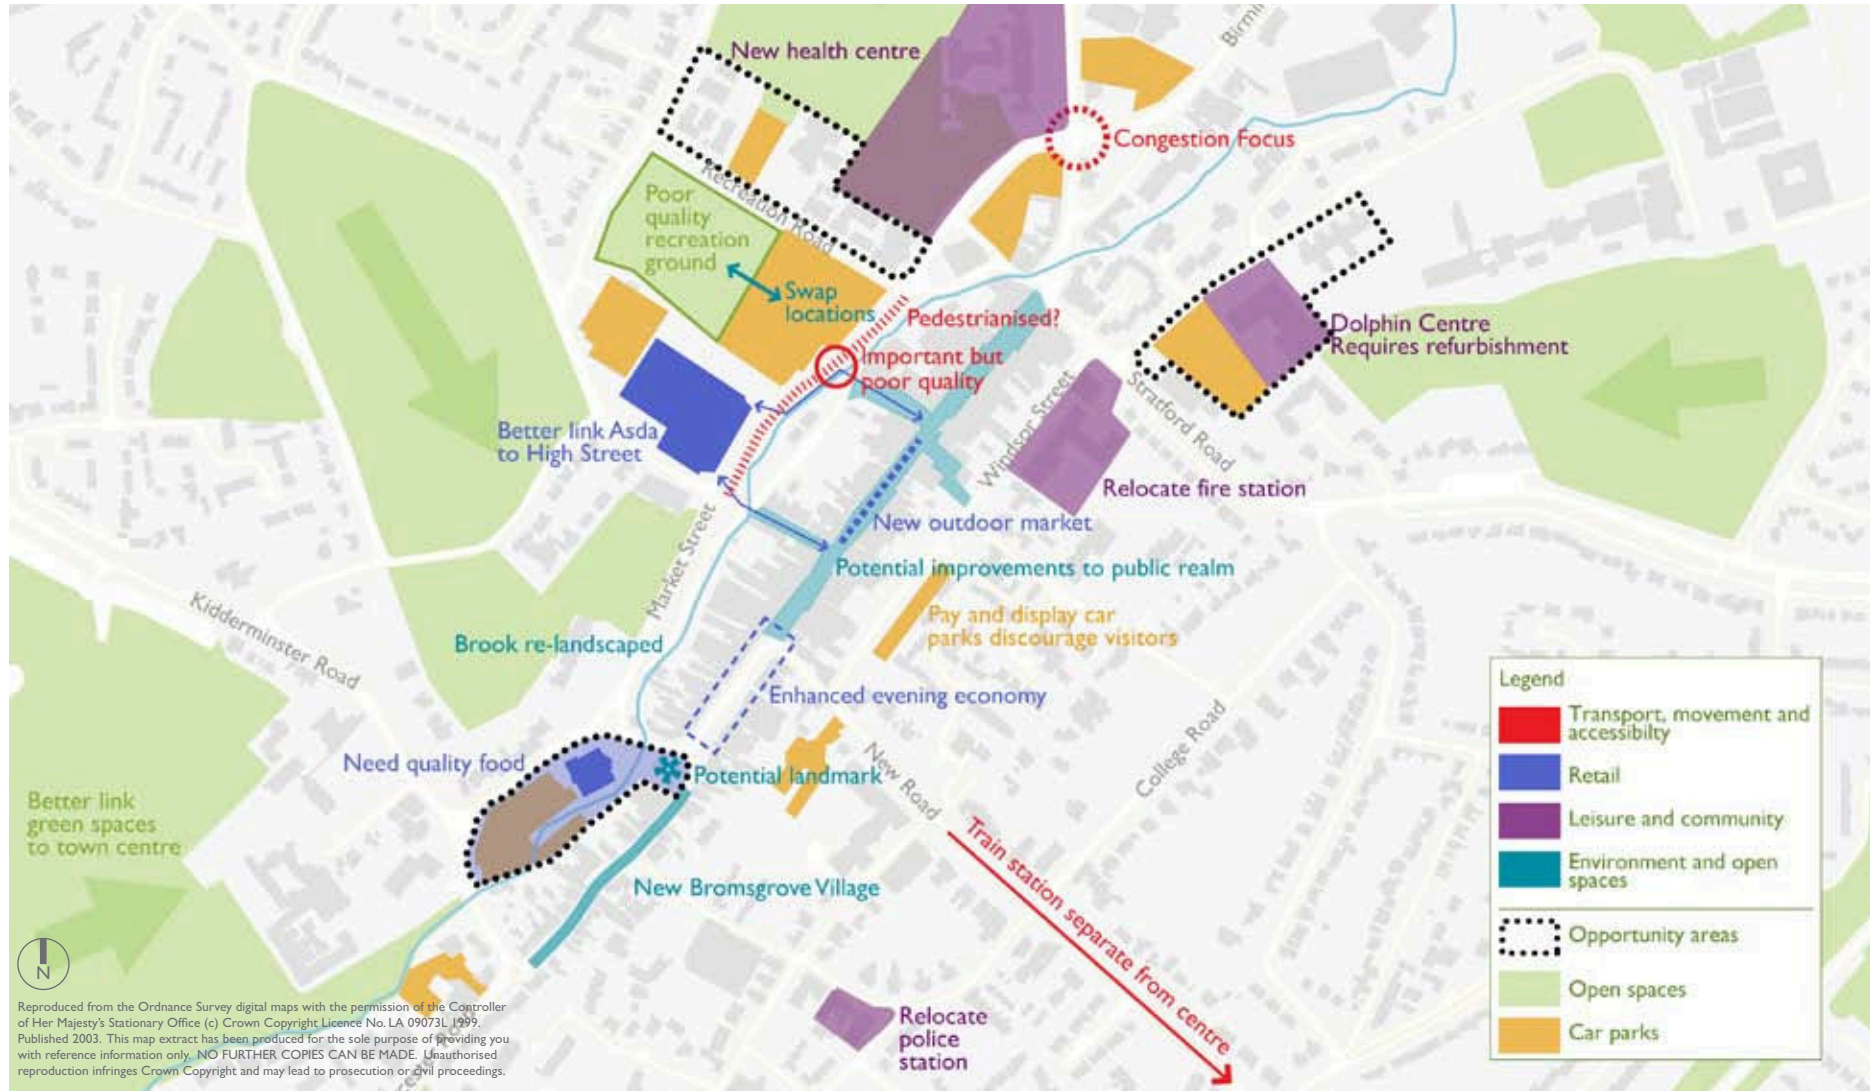 New health centre
Birmi
Congestion Focus
Recreation Road
Poor
quality
recreation
ground
Swap
locations
Pedestrianised?
Important but
poor quality
Dolphin Centre
Requires refurbishment
Windsor Street
Stratford Road
Better link Asda
to High Street
Relocate fire station
New outdoor market
Market Street
Potential improvements to public realm
Pay and display car
parks discourage visitors
Kidderminster Road
Brook re-landscaped
Enhanced evening economy
Need quality food
Potential landmark
New Road
College Road
Better link
green spaces
to town centre
Train station separate from centre
New Bromsgrove Village
Relocate
police
station
Legend
Transport, movement and
accessibilty
Retail
Leisure and community
Environment and open
spaces
Opportunity areas
Open spaces
Car parks
N
Reproduced from the Ordnance Survey digital maps with the permission of the Controller
of Her Majesty's Stationary Office (c) Crown Copyright Licence No. LA 09073L 1999.
Published 2003. This map extract has been produced for the sole purpose of providing you
with reference information only. NO FURTHER COPIES CAN BE MADE. Unauthorised
reproduction infringes Crown Copyright and may lead to prosecution or civil proceedings.